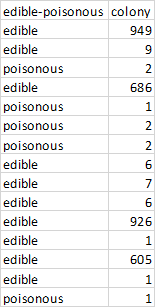 edible-poisonous colony
edible 949
edible 9
poisonous 2
edible 686
poisonous 1
poisonous 2
poisonous 2
edible 6
edible 7
edible 6
edible 926
edible 1
edible 605
edible 1
poisonous 1